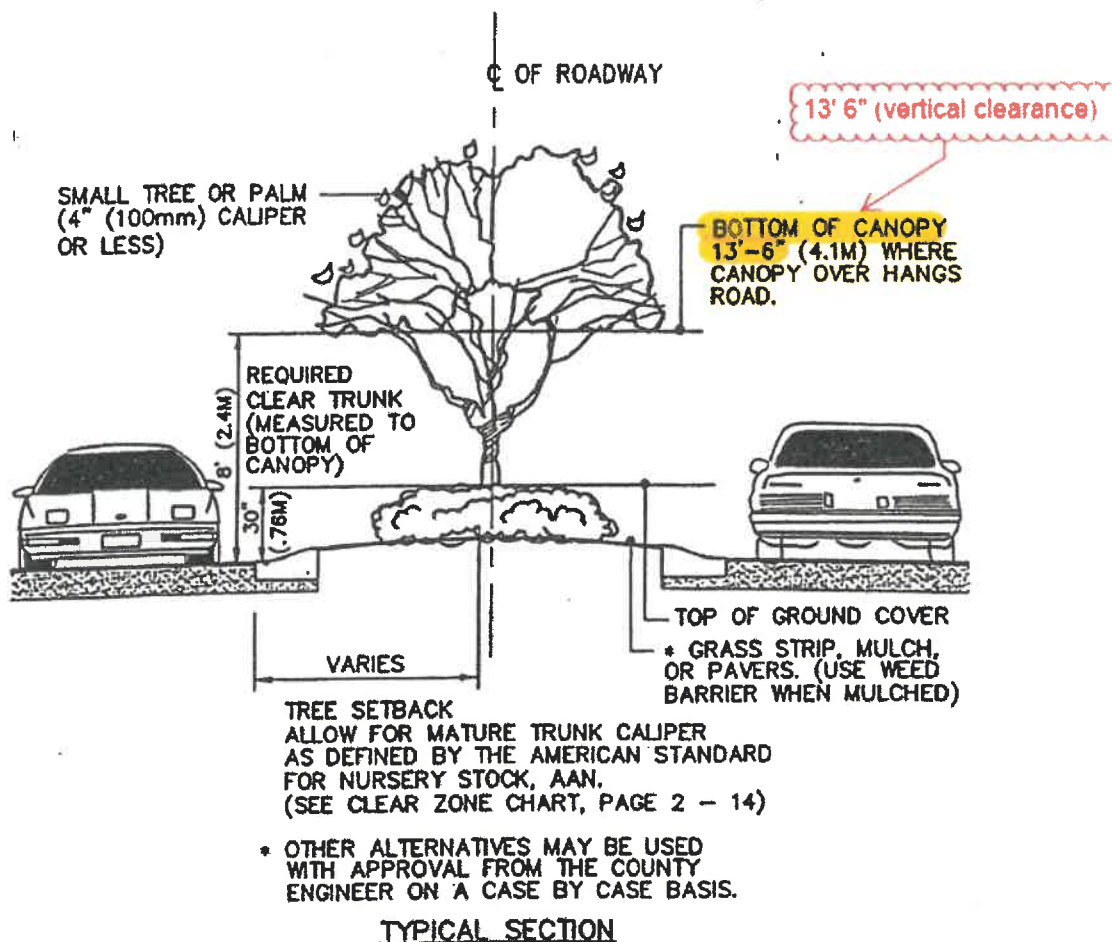 ℄ OF ROADWAY
13' 6" (vertical clearance)
SMALL TREE OR PALM
(4" (100mm) CALIPER
OR LESS)
BOTTOM OF CANOPY
13'-6" (4.1M) WHERE
CANOPY OVER HANGS
ROAD.
REQUIRED
CLEAR TRUNK
(MEASURED TO
BOTTOM OF
CANOPY)
8' (2.4M)
30"
(.76M)
TOP OF GROUND COVER
* GRASS STRIP, MULCH,
OR PAVERS. (USE WEED
BARRIER WHEN MULCHED)
VARIES
TREE SETBACK
ALLOW FOR MATURE TRUNK CALIPER
AS DEFINED BY THE AMERICAN STANDARD
FOR NURSERY STOCK, AAN.
(SEE CLEAR ZONE CHART, PAGE 2 - 14)
* OTHER ALTERNATIVES MAY BE USED
WITH APPROVAL FROM THE COUNTY
ENGINEER ON A CASE BY CASE BASIS.
TYPICAL SECTION